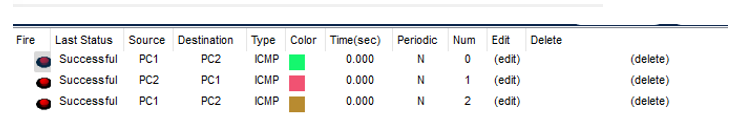 Fire Last Status Source Destination Type Color Time(sec) Periodic Num Edit Delete
Successful PC1 PC2 ICMP 0.000 N 0 (edit) (delete)
Successful PC2 PC1 ICMP 0.000 N 1 (edit) (delete)
Successful PC1 PC2 ICMP 0.000 N 2 (edit) (delete)